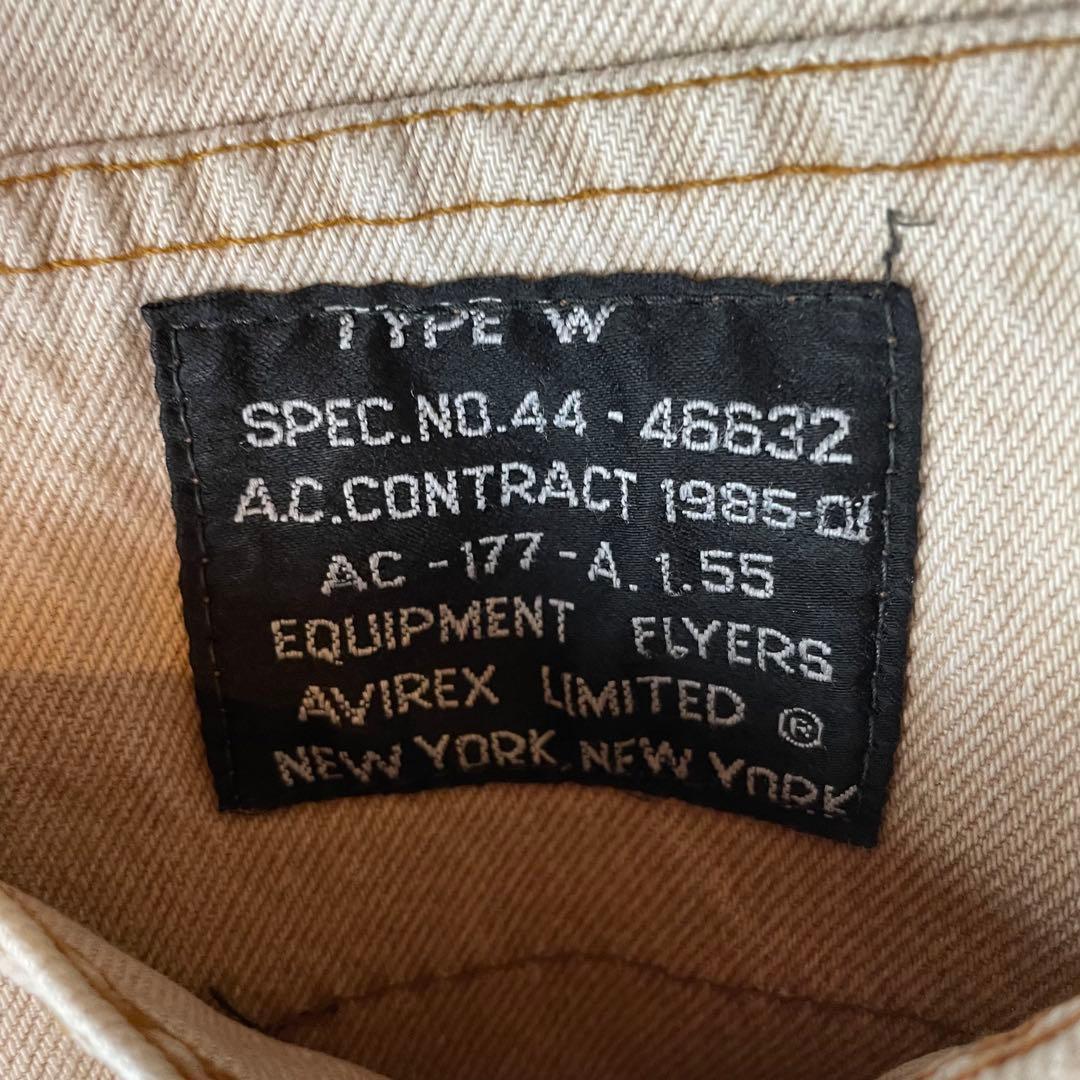 TYPE W
SPEC.NO.44-46632
A.C.CONTRACT 1985-01
AC-177-A.1.55
EQUIPMENT FLYERS
AVIREX LIMITED ®
NEW YORK, NEW YORK